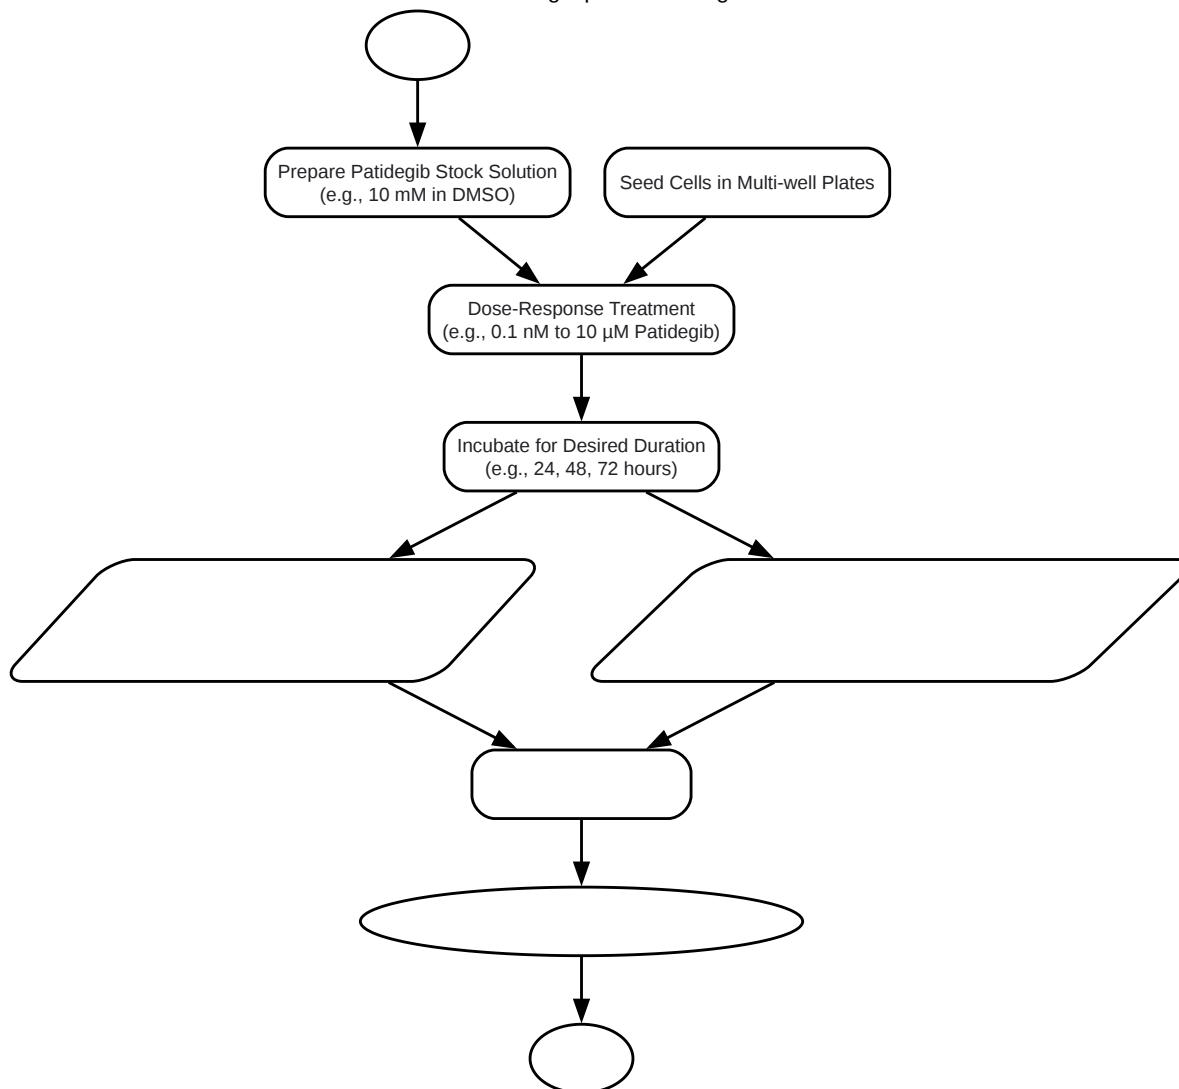 Prepare Patidegib Stock Solution
(e.g., 10 mM in DMSO)
Seed Cells in Multi-well Plates
Dose-Response Treatment
(e.g., 0.1 nM to 10 µM Patidegib)
Incubate for Desired Duration
(e.g., 24, 48, 72 hours)